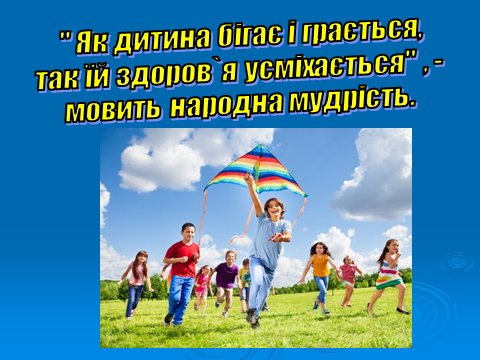 " Як дитина бігає і грається,
так їй здоров`я усміхається" , -
мовить народна мудрість.